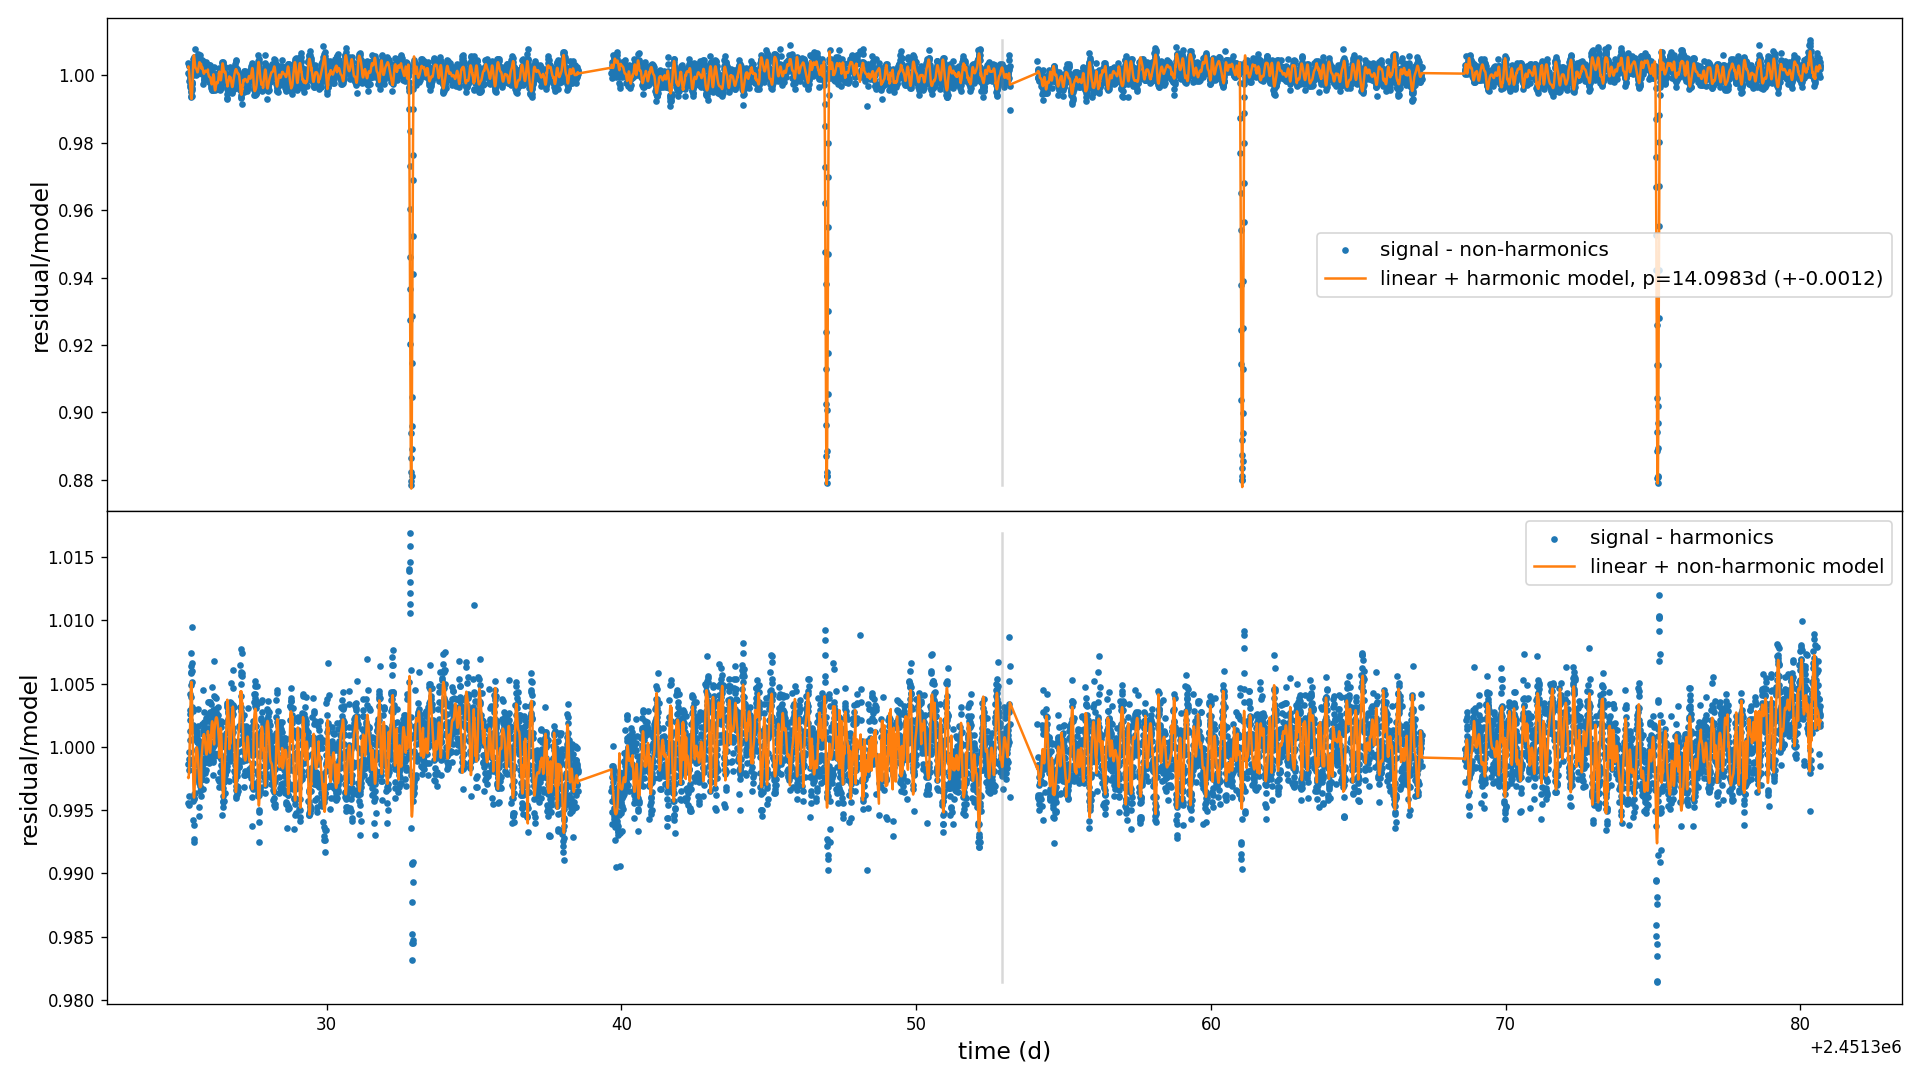 1.00
0.98
0.96
0.94
0.92
0.90
0.88
residual/model
signal - non-harmonics
linear + harmonic model, p=14.0983d (+-0.0012)
1.015
1.010
1.005
1.000
0.995
0.990
0.985
0.980
residual/model
signal - harmonics
linear + non-harmonic model
30 40 50 60 70 80
time (d)
+2.4513e6